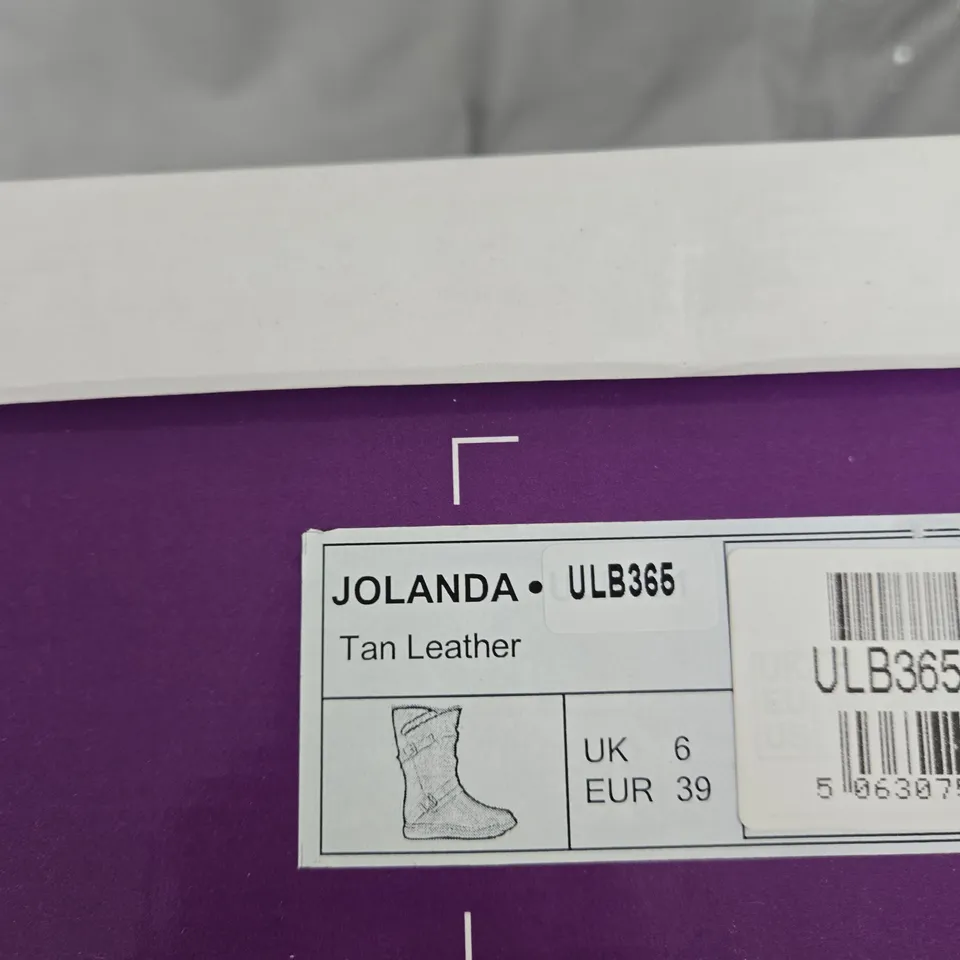 JOLANDA • ULB365
Tan Leather
UK 6
EUR 39
ULB365
5 063075